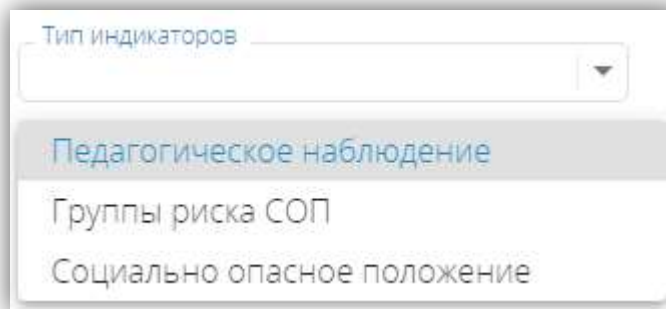 Тип индикаторов
Педагогическое наблюдение
Группы риска СОП
Социально опасное положение